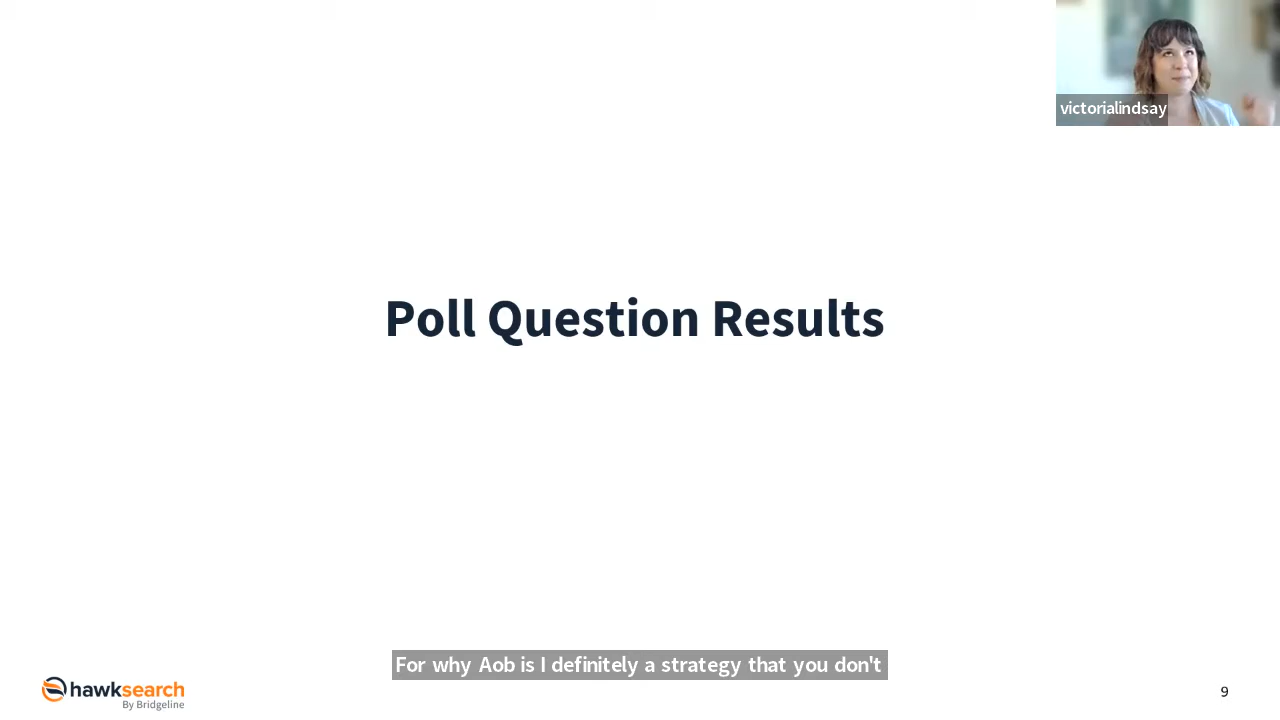 victorialindsay
Poll Question Results
For why Aob is I definitely a strategy that you don't
hawksearch
By Bridgeline
9